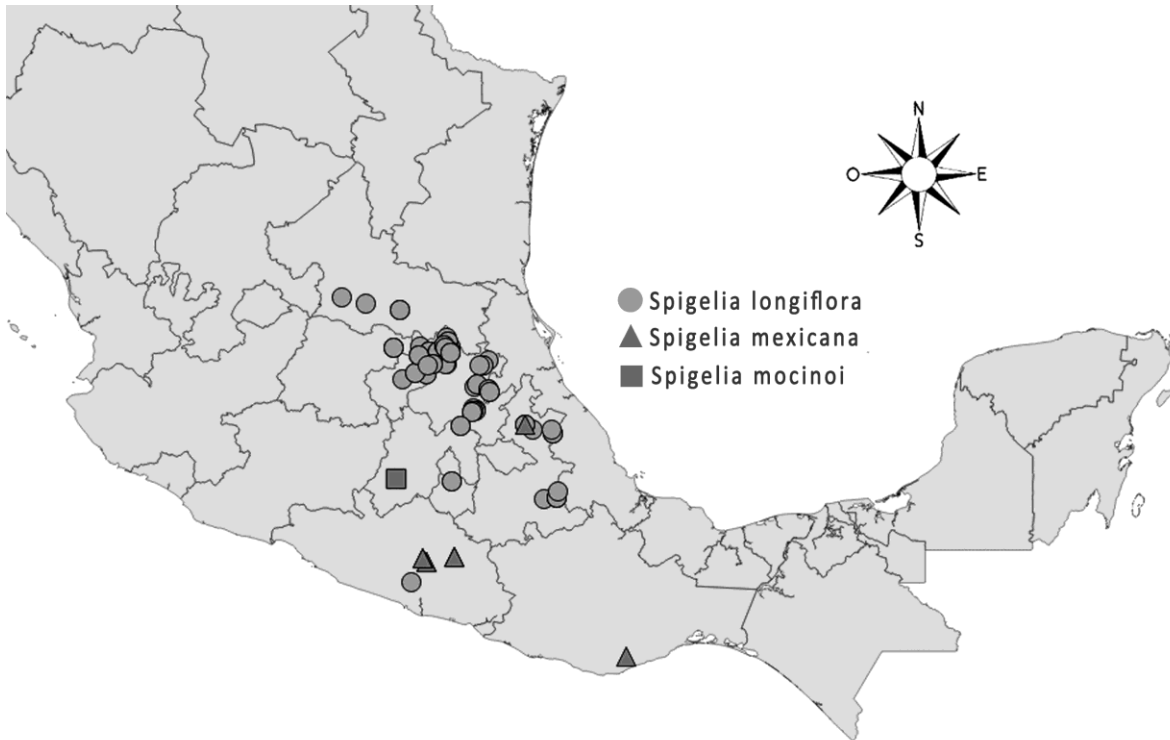 N
O E
S
Spigelia longiflora
Spigelia mexicana
Spigelia mocinoi